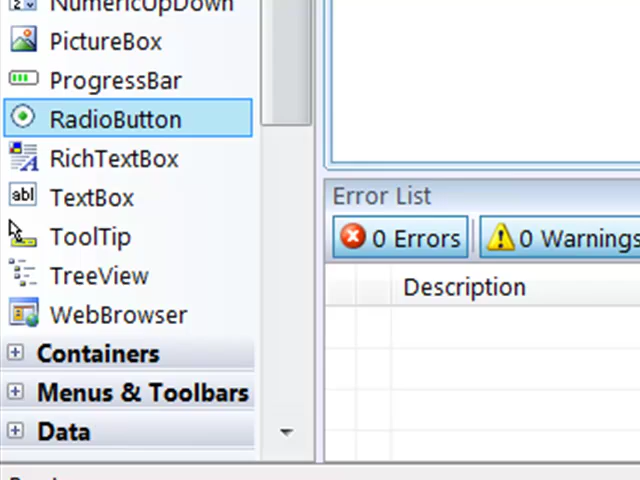 NumericUpDown
PictureBox
ProgressBar
RadioButton
RichTextBox
abl TextBox
ToolTip
TreeView
WebBrowser
Containers
Menus & Toolbars
Data
Error List
0 Errors
0 Warnings
Description